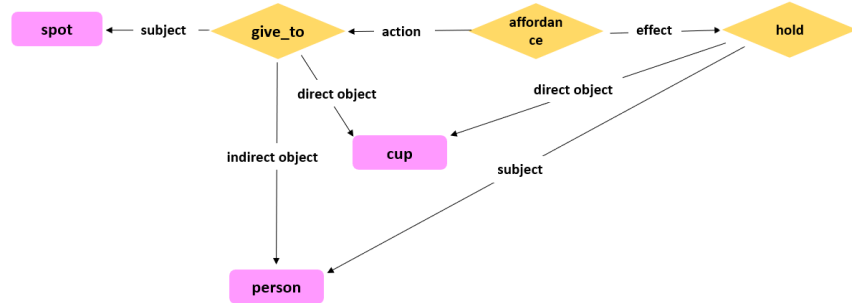 spot
subject
give_to
action
affordan
ce
effect
hold
direct object
direct object
cup
indirect object
subject
person